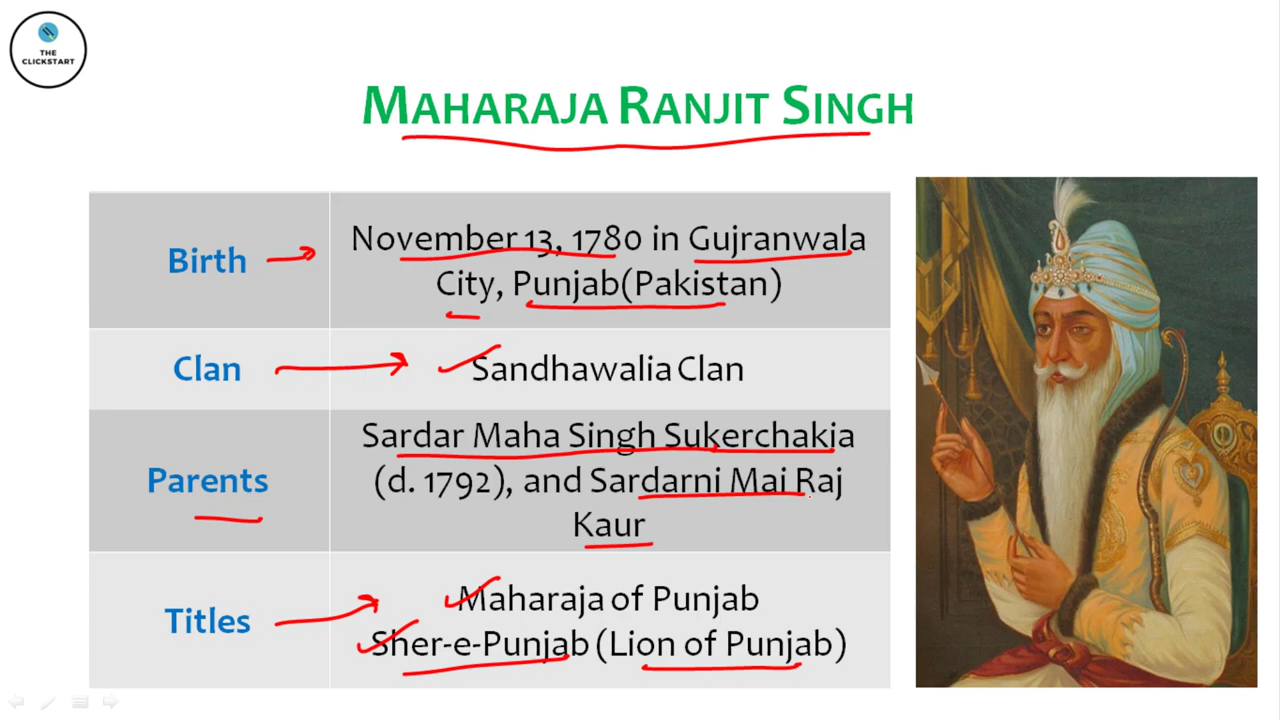 THE
CLICKSTART
MAHARAJA RANJIT SINGH
Birth
November 13, 1780 in Gujranwala
City, Punjab(Pakistan)
Clan
Sandhawalia Clan
Parents
Sardar Maha Singh Sukerchakia
(d. 1792), and Sardarni Mai Raj
Kaur
Titles
Maharaja of Punjab
Sher-e-Punjab (Lion of Punjab)